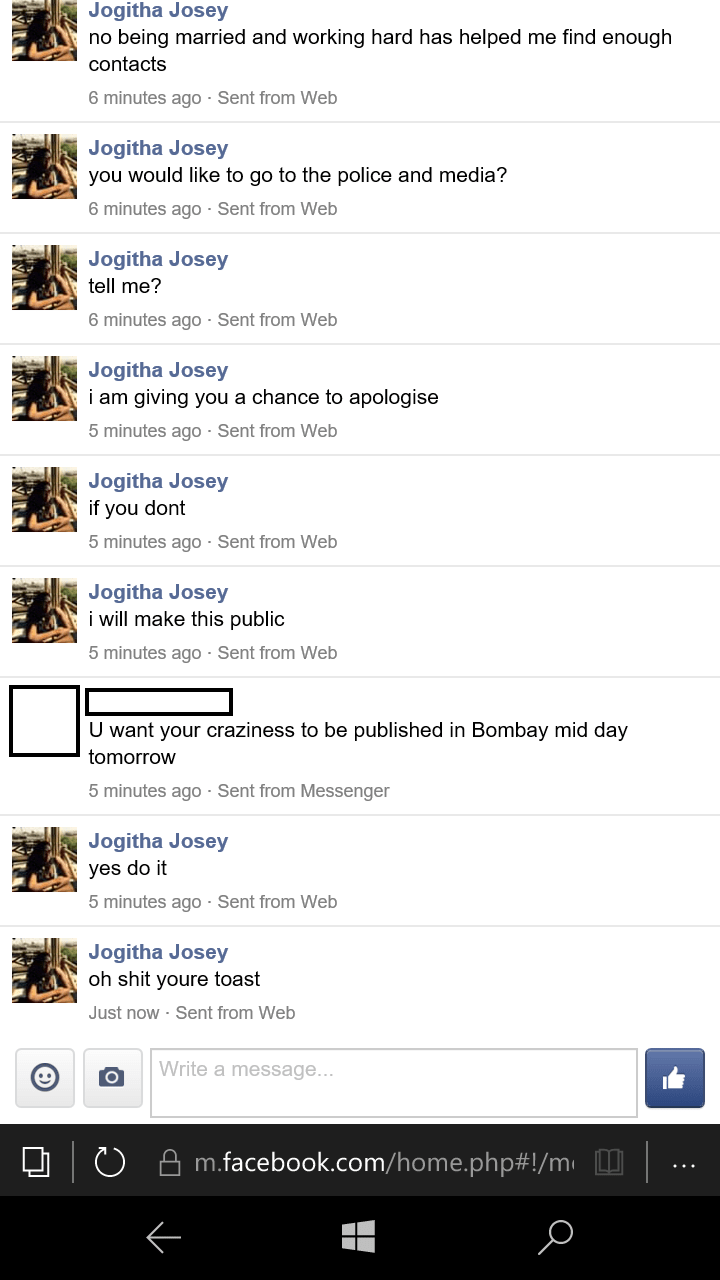 Jogitha Josey
no being married and working hard has helped me find enough
contacts
6 minutes ago · Sent from Web
Jogitha Josey
you would like to go to the police and media?
6 minutes ago · Sent from Web
Jogitha Josey
tell me?
6 minutes ago · Sent from Web
Jogitha Josey
i am giving you a chance to apologise
5 minutes ago · Sent from Web
Jogitha Josey
if you dont
5 minutes ago · Sent from Web
Jogitha Josey
i will make this public
5 minutes ago · Sent from Web
U want your craziness to be published in Bombay mid day
tomorrow
5 minutes ago · Sent from Messenger
Jogitha Josey
yes do it
5 minutes ago · Sent from Web
Jogitha Josey
oh shit youre toast
Just now · Sent from Web
Write a message...
m.facebook.com/home.php#!/m